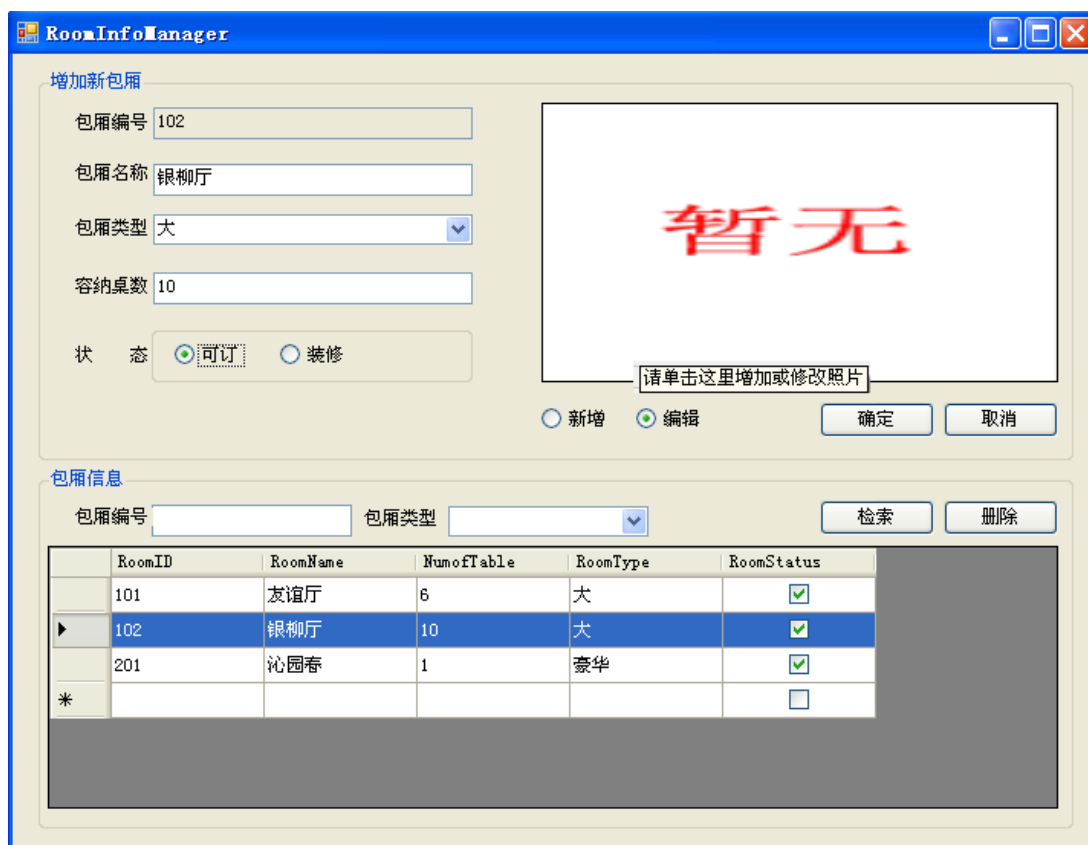 RoomInfoManager
增加新包厢
包厢编号 102
包厢名称 银柳厅
包厢类型 大
容纳桌数 10
状 态 可订 装修
暂无
请单击这里增加或修改照片
新增 编辑 确定 取消
包厢信息
包厢编号 包厢类型 检索 删除
RoomID RoomName NumofTable RoomType RoomStatus
101 友谊厅 6 大
102 银柳厅 10 大
201 沁园春 1 豪华